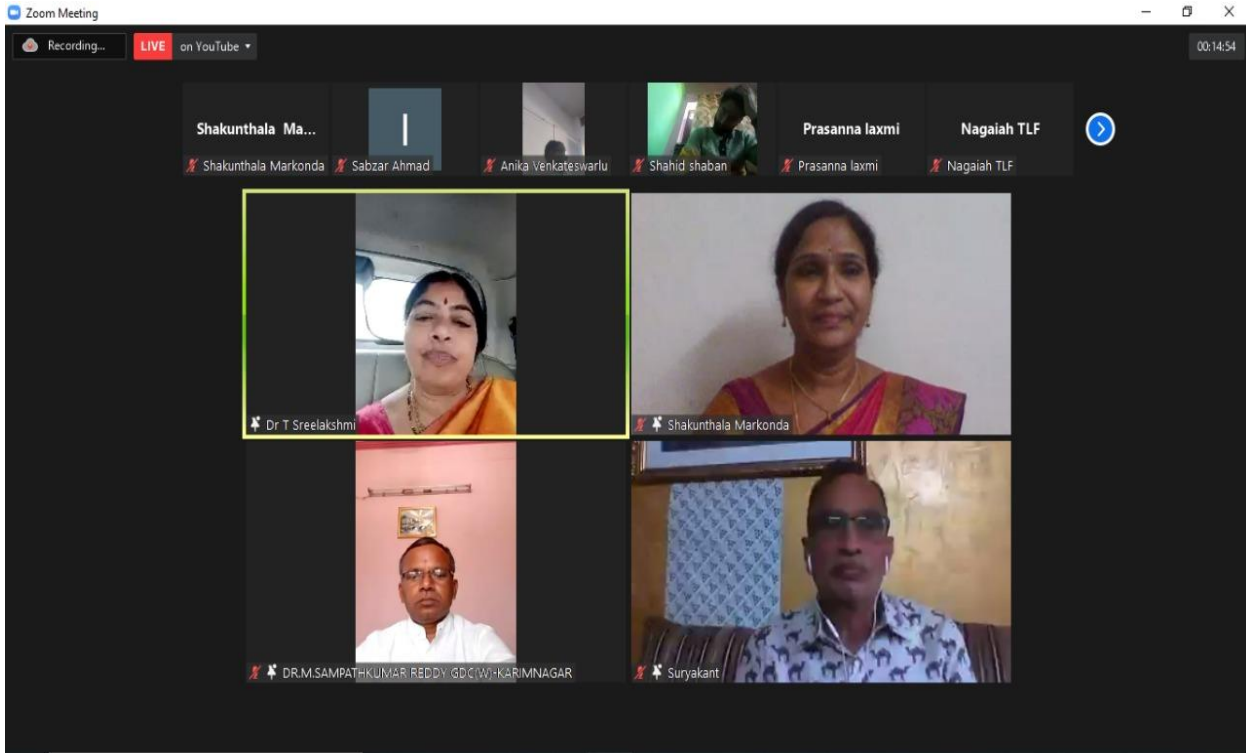 Zoom Meeting
Recording...
LIVE on YouTube
00:14:54
Shakunthala Ma...
Shakunthala Markonda
I
Sabzar Ahmad
Anika Venkateswarlu
Shahid shaban
Prasanna laxmi
Prasanna laxmi
Nagaiah TLF
Nagaiah TLF
Dr T Sreelakshmi
Shakunthala Markonda
DR.M.SAMPATHKUMAR REDDY GDC(W)-KARIMNAGAR
Suryakant